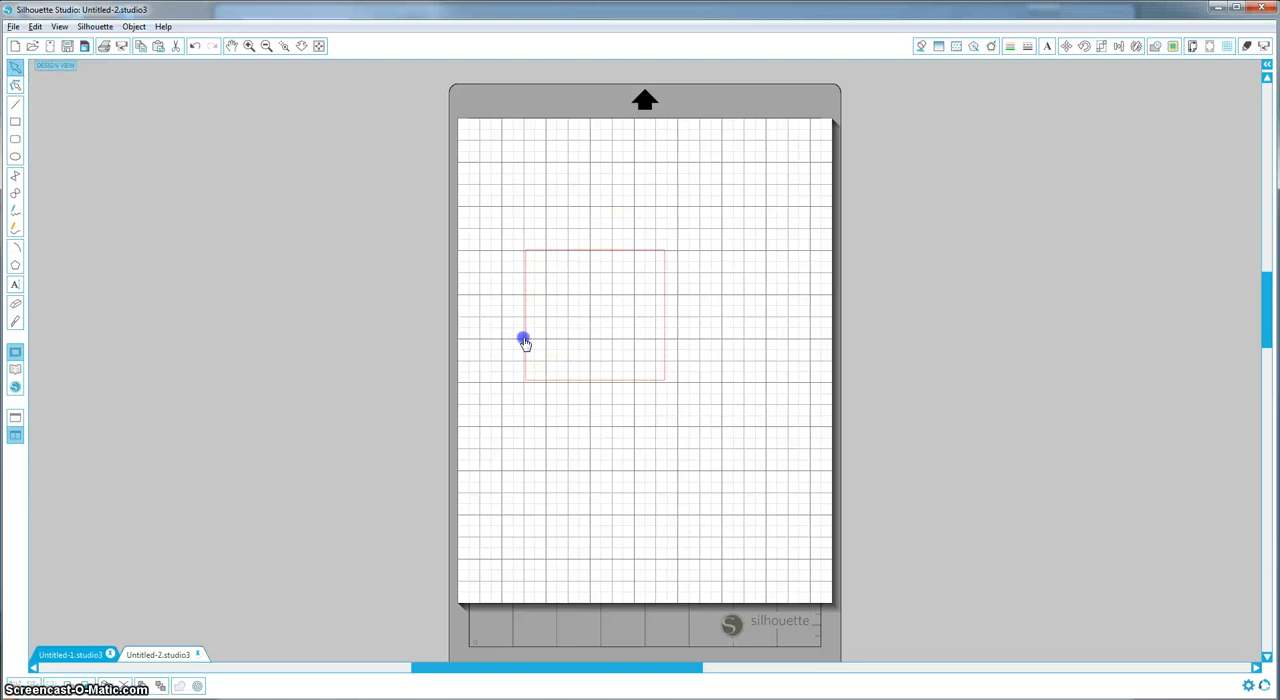 Silhouette Studio: Untitled-2.studio3
File Edit View Silhouette Object Help
DESIGN VIEW
silhouette
Untitled-1.studio3 Untitled-2.studio3
Screencast-O-Matic.com